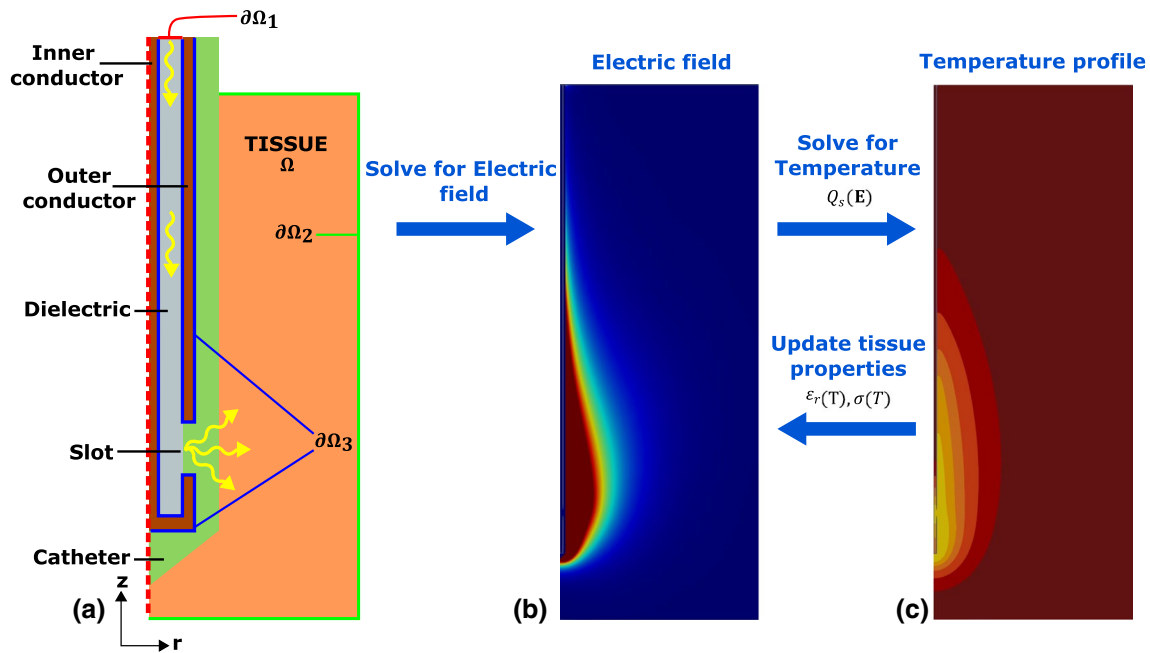 ∂Ω₁
Inner
conductor
TISSUE
Ω
Outer
conductor
∂Ω₂
Dielectric
Slot
∂Ω₃
Catheter
z
r
(a)
Solve for Electric
field
Electric field
(b)
Solve for
Temperature
Qₛ(𝐄)
Update tissue
properties
εᵣ(T), σ(T)
Temperature profile
(c)